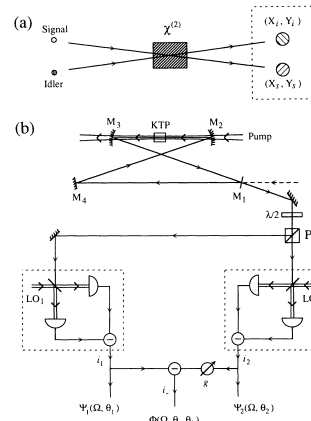 (a)
χ(2)
Signal
Idler
(Xi, Yi)
(Xs, Ys)
(b)
M3
KTP
M2
Pump
M4
M1
λ/2
P
LO1
LO
i1
i2
g
i-
Ψ1(Ω, θ1)
Ψ2(Ω, θ2)